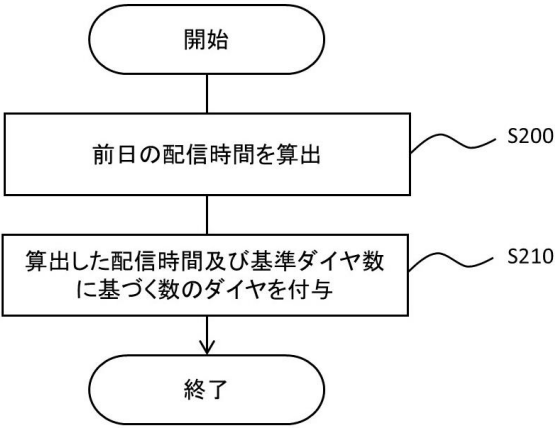 開始
前日の配信時間を算出
S200
算出した配信時間及び基準ダイヤ数
に基づく数のダイヤを付与
S210
終了